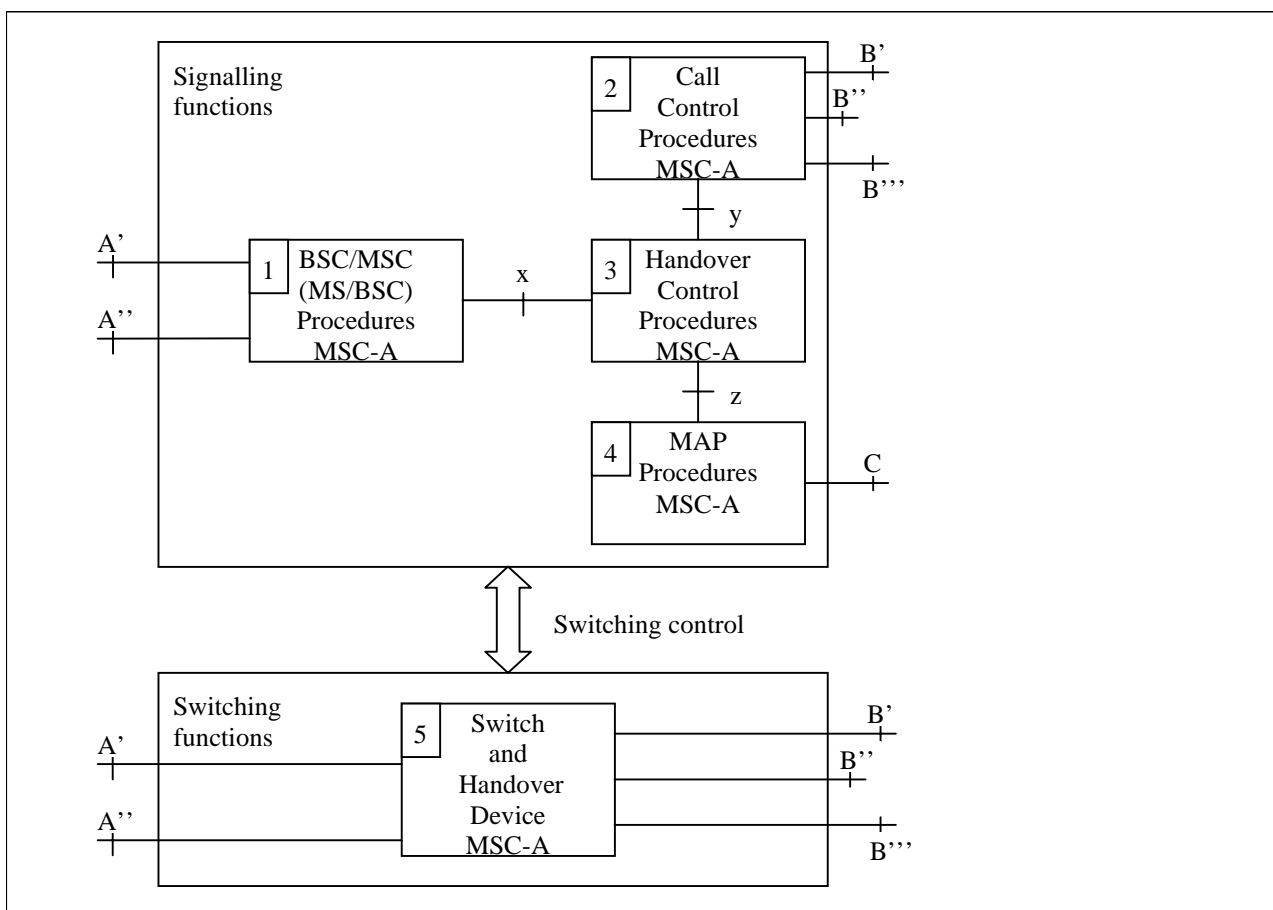 Signalling
functions
2
Call
Control
Procedures
MSC-A
B’
B’’
B’’’
y
A’
A’’
1
BSC/MSC
(MS/BSC)
Procedures
MSC-A
x
3
Handover
Control
Procedures
MSC-A
z
4
MAP
Procedures
MSC-A
C
Switching control
Switching
functions
5
Switch
and
Handover
Device
MSC-A
A’
A’’
B’
B’’
B’’’